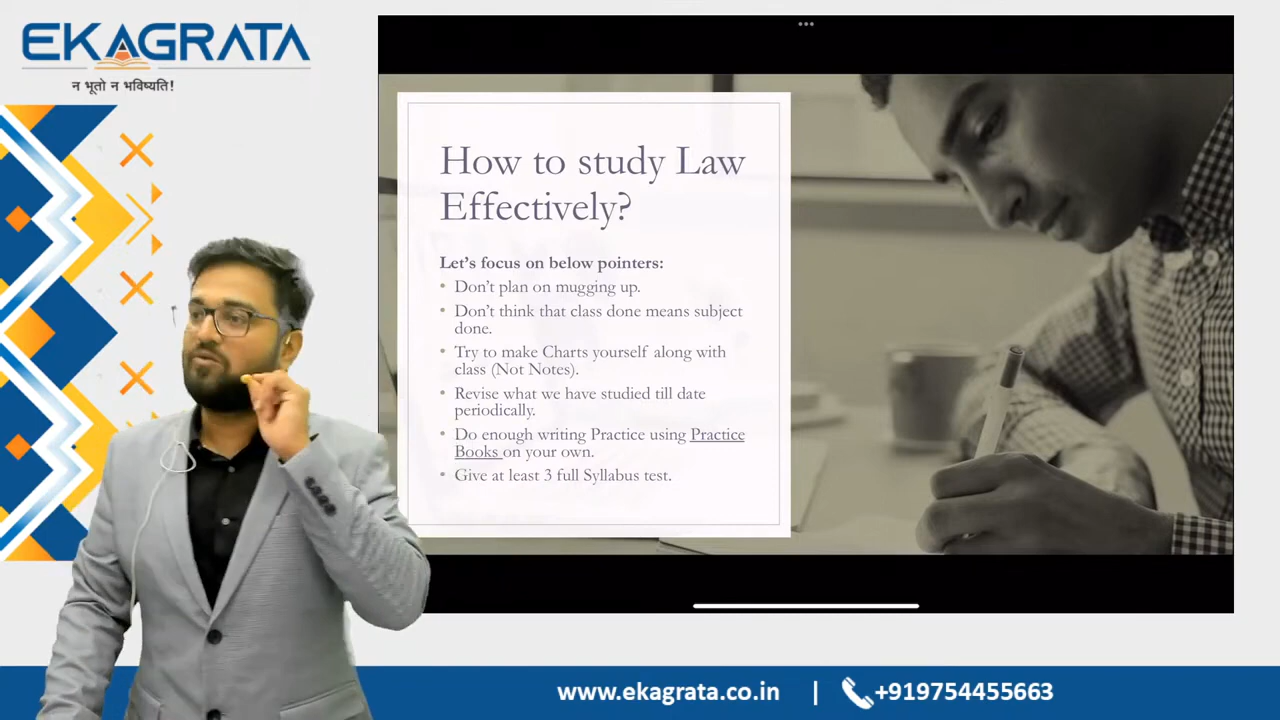 EKAGRATA
न भूतो न भविष्यति!
How to study Law
Effectively?
Let's focus on below pointers:
• Don't plan on mugging up.
• Don't think that class done means subject
done.
• Try to make Charts yourself along with
class (Not Notes).
• Revise what we have studied till date
periodically.
• Do enough writing Practice using Practice
Books on your own.
• Give at least 3 full Syllabus test.
www.ekagrata.co.in | +919754455663